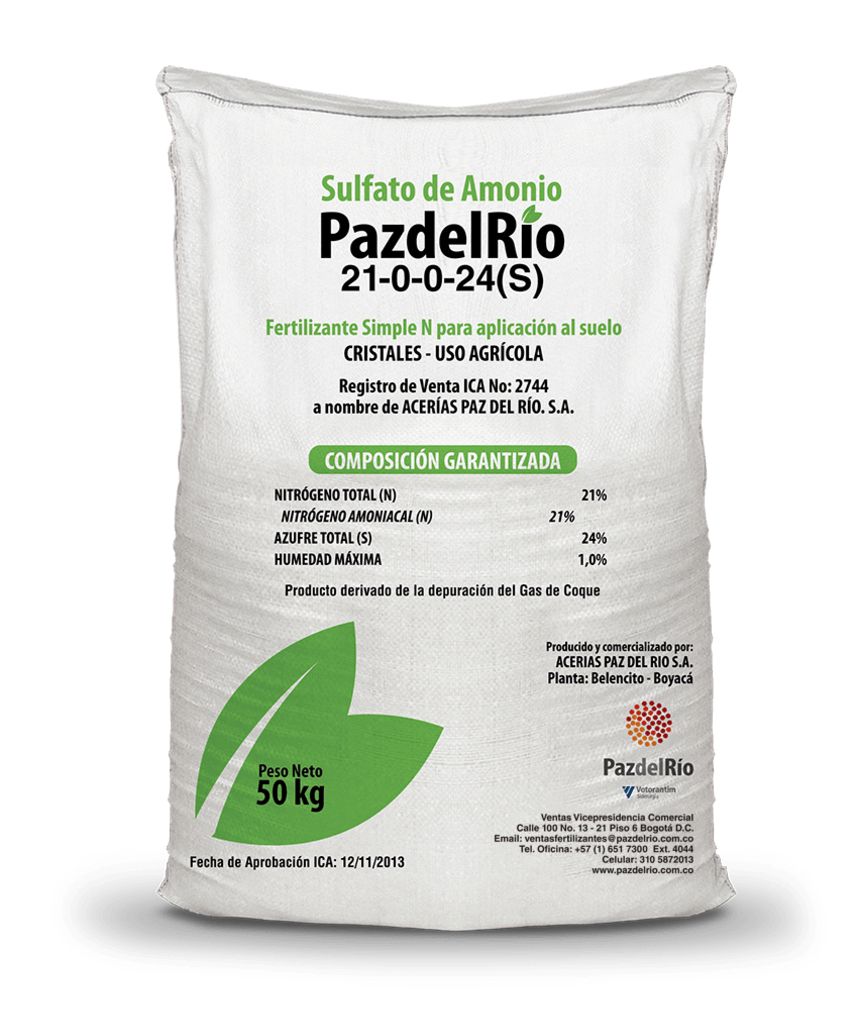 Sulfato de Amonio
PazdelRío
21-0-0-24(S)
Fertilizante Simple N para aplicación al suelo
CRISTALES - USO AGRÍCOLA
Registro de Venta ICA No: 2744
a nombre de ACERÍAS PAZ DEL RÍO. S.A.
COMPOSICIÓN GARANTIZADA
NITRÓGENO TOTAL (N) 21%
NITRÓGENO AMONIACAL (N) 21%
AZUFRE TOTAL (S) 24%
HUMEDAD MÁXIMA 1,0%
Producto derivado de la depuración del Gas de Coque
Producido y comercializado por:
ACERIAS PAZ DEL RIO S.A.
Planta: Belencito - Boyacá
PazdelRío
Votorantim
Siderurgia
Peso Neto
50 kg
Ventas Vicepresidencia Comercial
Calle 100 No. 13 - 21 Piso 6 Bogotá D.C.
Email: ventasfertilizantes@pazdelrio.com.co
Tel. Oficina: +57 (1) 651 7300 Ext. 4044
Celular: 310 5872013
www.pazdelrio.com.co
Fecha de Aprobación ICA: 12/11/2013